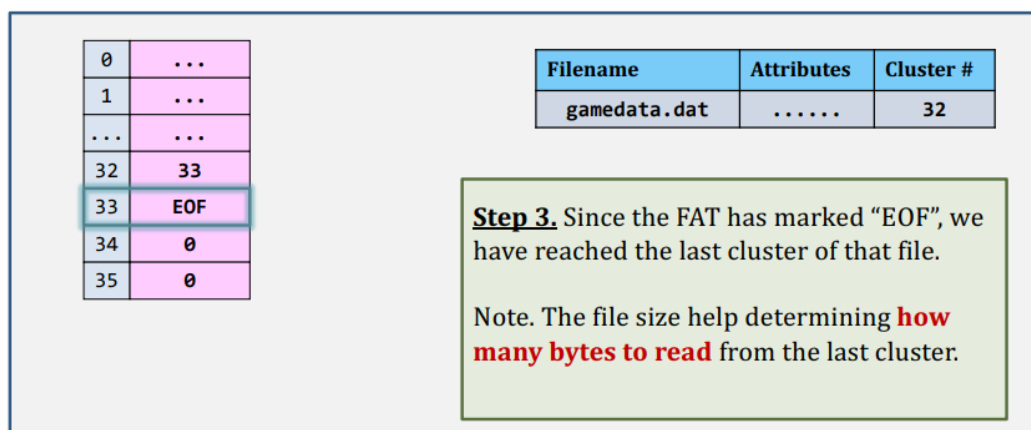 0 ...
1 ...
... ...
32 33
33 EOF
34 0
35 0
Filename Attributes Cluster #
gamedata.dat ...... 32
Step 3. Since the FAT has marked “EOF”, we
have reached the last cluster of that file.
Note. The file size help determining how
many bytes to read from the last cluster.